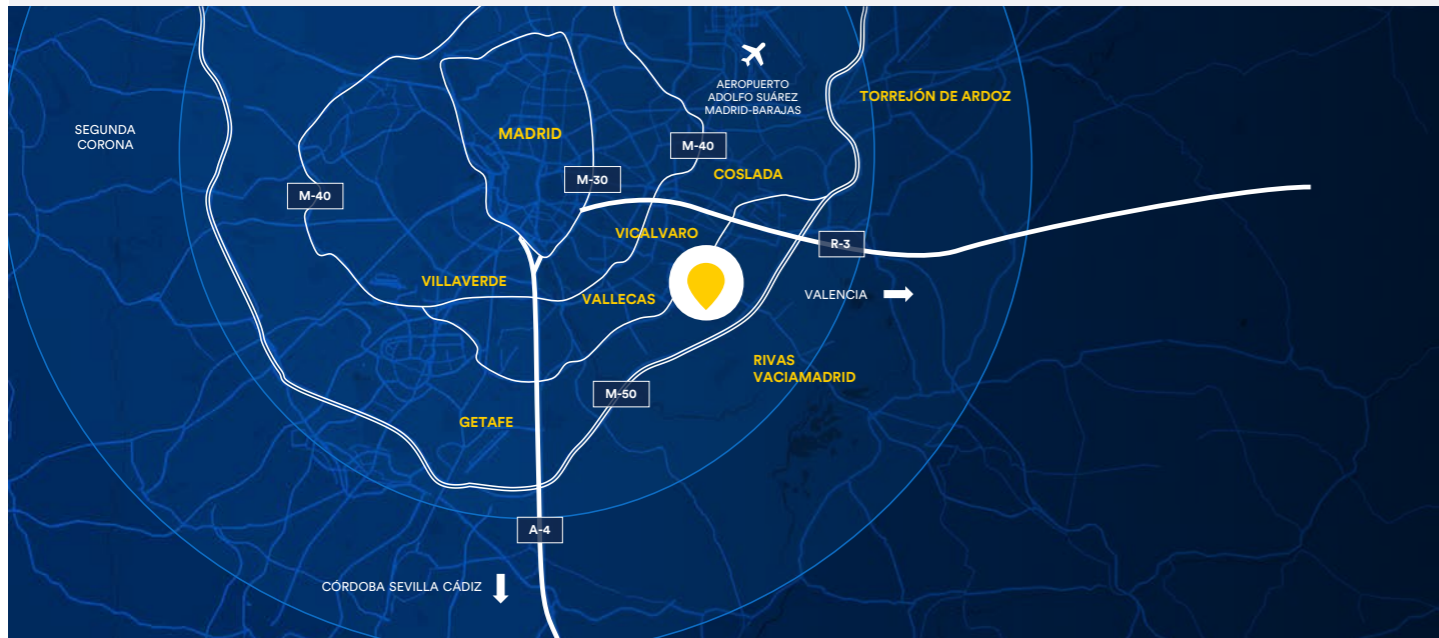 AEROPUERTO
ADOLFO SUÁREZ
MADRID-BARAJAS
TORREJÓN DE ARDOZ
SEGUNDA
CORONA
MADRID
M-40
COSLADA
M-30
M-40
VICALVARO
R-3
VILLAVERDE
VALLECAS
VALENCIA
RIVAS
VACIAMADRID
M-50
GETAFE
A-4
CÓRDOBA SEVILLA CÁDIZ